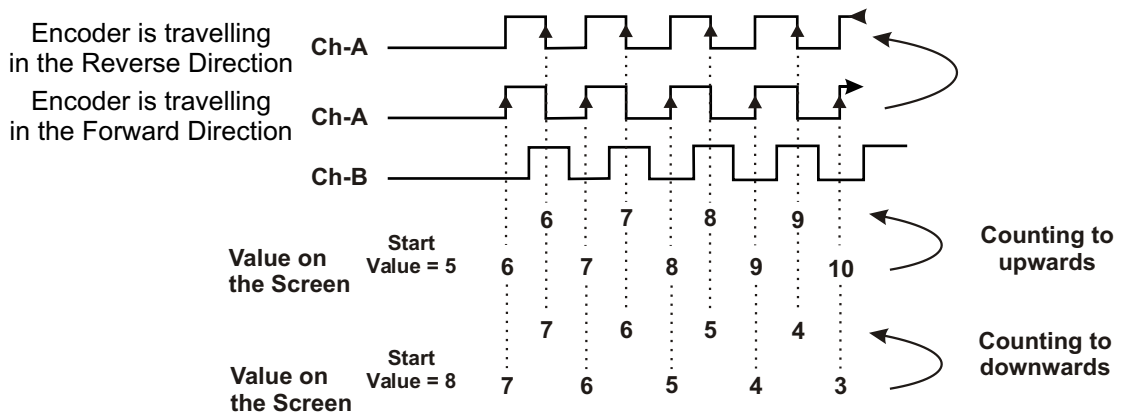 Encoder is travelling
in the Reverse Direction
Ch-A
Encoder is travelling
in the Forward Direction
Ch-A
Ch-B
6 7 8 9
Value on
the Screen
Start
Value = 5
6 7 8 9 10
Counting to
upwards
7 6 5 4
Value on
the Screen
Start
Value = 8
7 6 5 4 3
Counting to
downwards